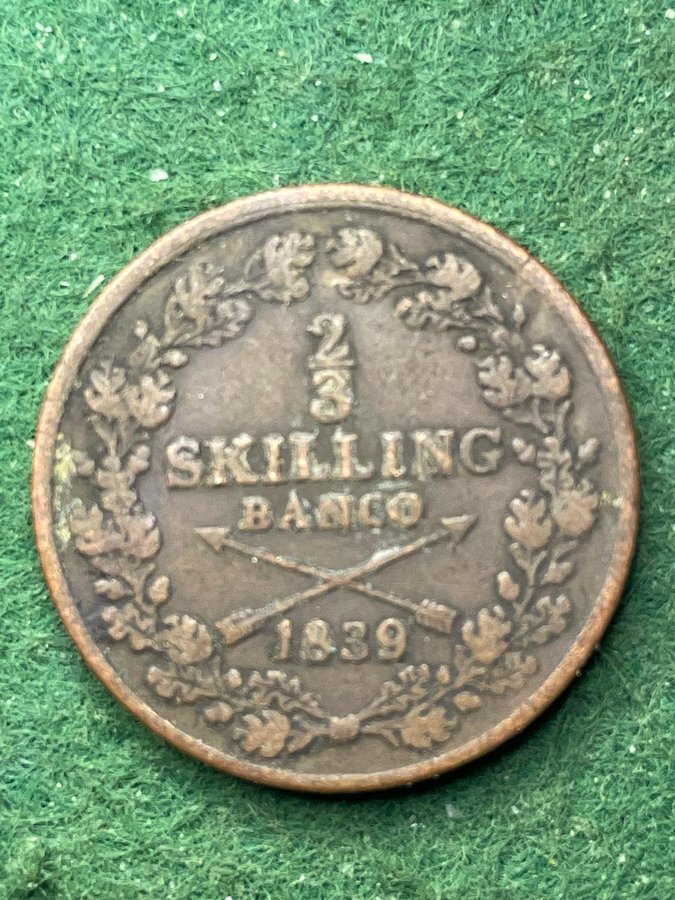 2/3
SKILLING
BANCO
1839